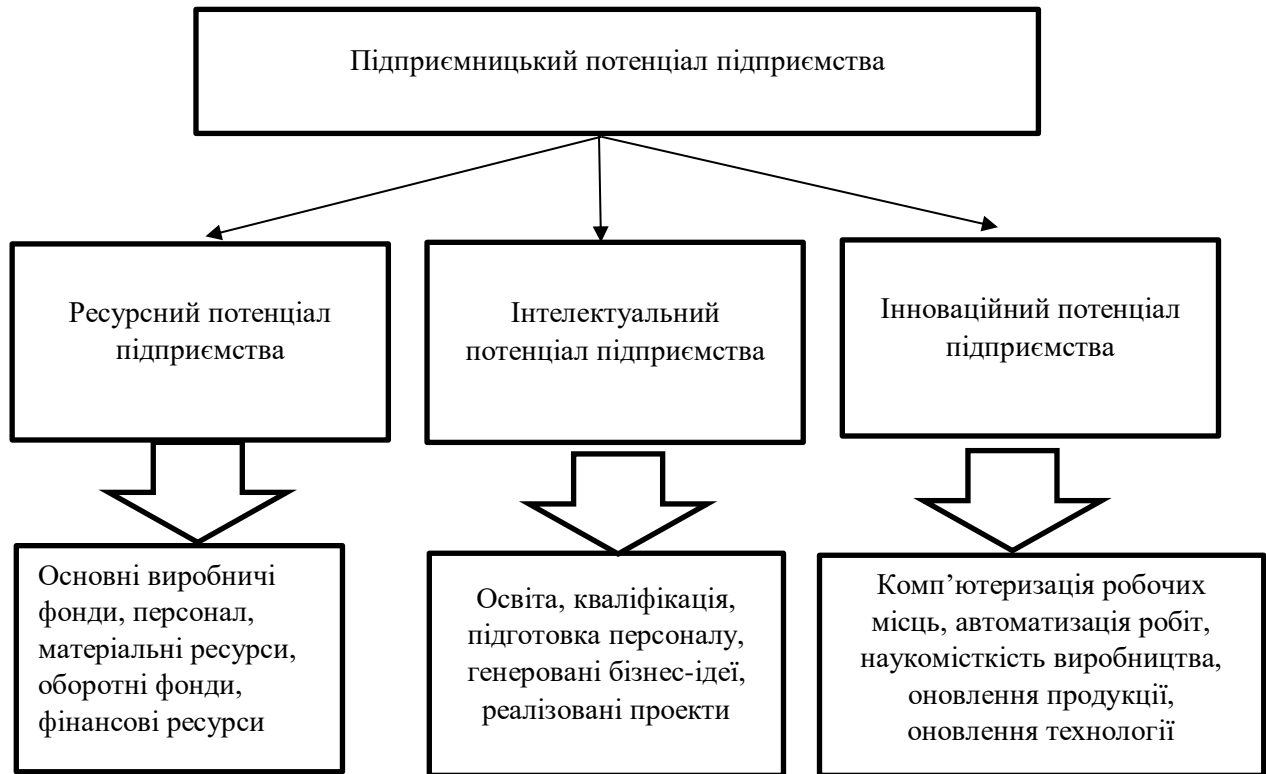 Підприємницький потенціал підприємства
Ресурсний потенціал
підприємства
Інтелектуальний
потенціал підприємства
Інноваційний потенціал
підприємства
Основні виробничі
фонди, персонал,
матеріальні ресурси,
оборотні фонди,
фінансові ресурси
Освіта, кваліфікація,
підготовка персоналу,
генеровані бізнес-ідеї,
реалізовані проекти
Комп’ютеризація робочих
місць, автоматизація робіт,
наукомісткість виробництва,
оновлення продукції,
оновлення технології